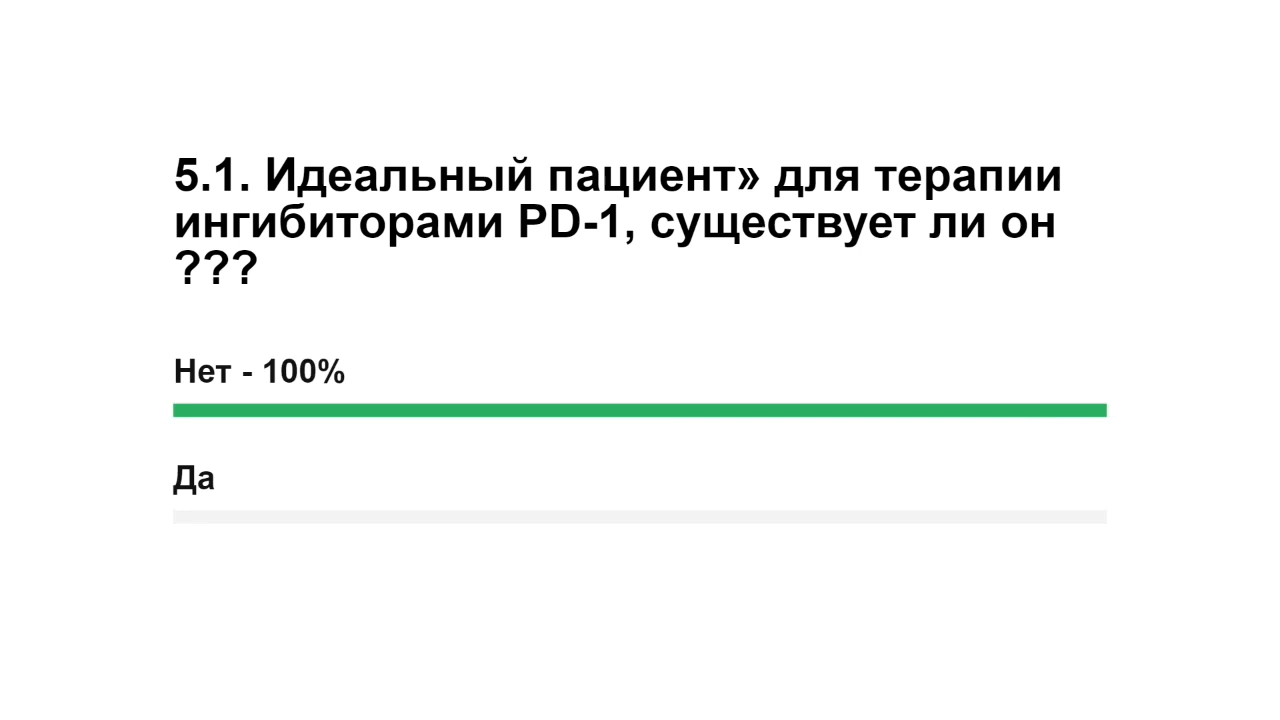 5.1. Идеальный пациент» для терапии
ингибиторами PD-1, существует ли он
???
Нет - 100%
Да